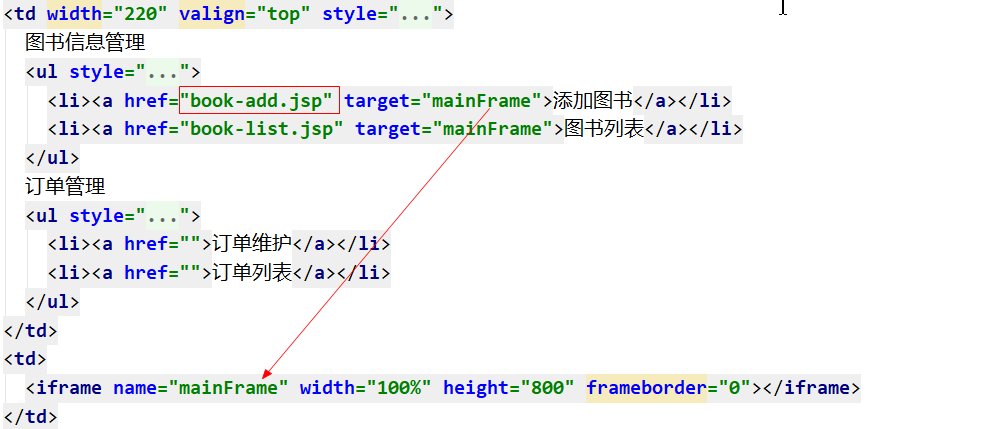 <td width="220" valign="top" style="...">
图书信息管理
<ul style="...">
<li><a href="book-add.jsp" target="mainFrame">添加图书</a></li>
<li><a href="book-list.jsp" target="mainFrame">图书列表</a></li>
</ul>
订单管理
<ul style="...">
<li><a href="">订单维护</a></li>
<li><a href="">订单列表</a></li>
</ul>
</td>
<td>
<iframe name="mainFrame" width="100%" height="800" frameborder="0"></iframe>
</td>